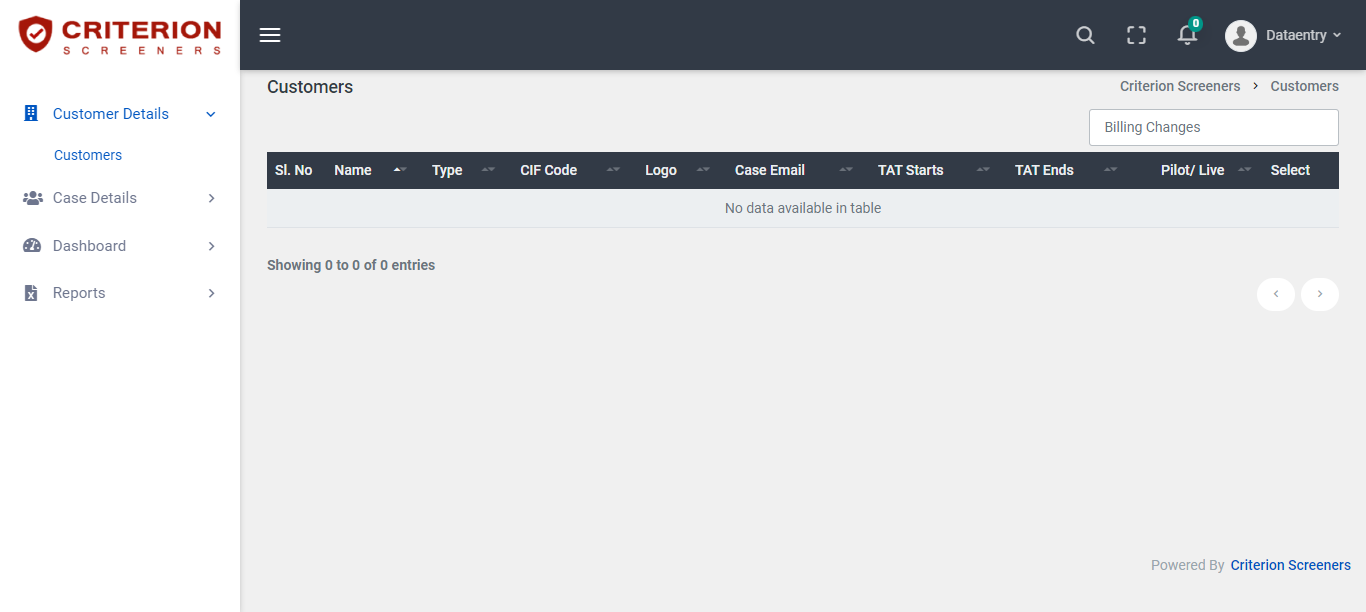 CRITERION
SCREENERS
0
Dataentry
Customer Details
Customers
Case Details
Dashboard
Reports
Customers
Criterion Screeners > Customers
Billing Changes
Sl. No Name Type CIF Code Logo Case Email TAT Starts TAT Ends Pilot/ Live Select
No data available in table
Showing 0 to 0 of 0 entries
Powered By Criterion Screeners